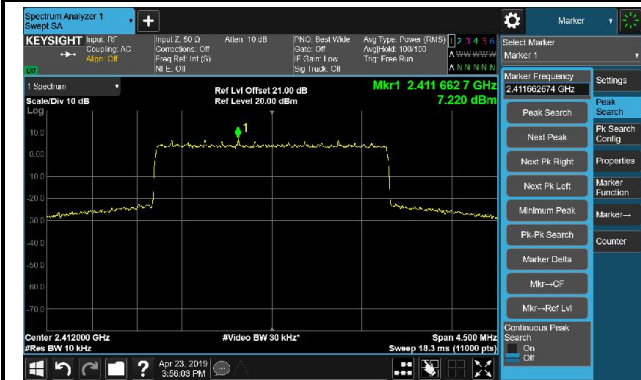 Spectrum Analyzer 1
Swept SA
Marker
KEYSIGHT
Input: RF
Coupling: AC
Align: Off
Input Z: 50 Ω
Corrections: Off
Freq Ref: Int (S)
NFE: Off
Atten: 10 dB
PNO: Best Wide
Gate: Off
IF Gain: Low
Sig Track: Off
Avg Type: Power (RMS)
Avg|Hold: 100/100
Trig: Free Run
1 2 3 4 5 6
A W W W W W
A N N N N N
Select Marker
Marker 1
1 Spectrum
Scale/Div 10 dB
Log
Ref Lvl Offset 21.00 dB
Ref Level 20.00 dBm
Mkr1 2.411 662 7 GHz
7.220 dBm
1
10.0
0.00
-10.0
-20.0
-30.0
-40.0
-50.0
-60.0
-70.0
Center 2.412000 GHz
#Res BW 10 kHz
#Video BW 30 kHz*
Span 4.500 MHz
Sweep 18.3 ms (11000 pts)
Marker Frequency
2.411662674 GHz
Peak Search
Next Peak
Next Pk Right
Next Pk Left
Minimum Peak
Pk-Pk Search
Marker Delta
Mkr→CF
Mkr→Ref Lvl
Continuous Peak
Search
On
Off
Settings
Peak
Search
Pk Search
Config
Properties
Marker
Function
Marker→
Counter
Apr 23, 2019
3:56:03 PM